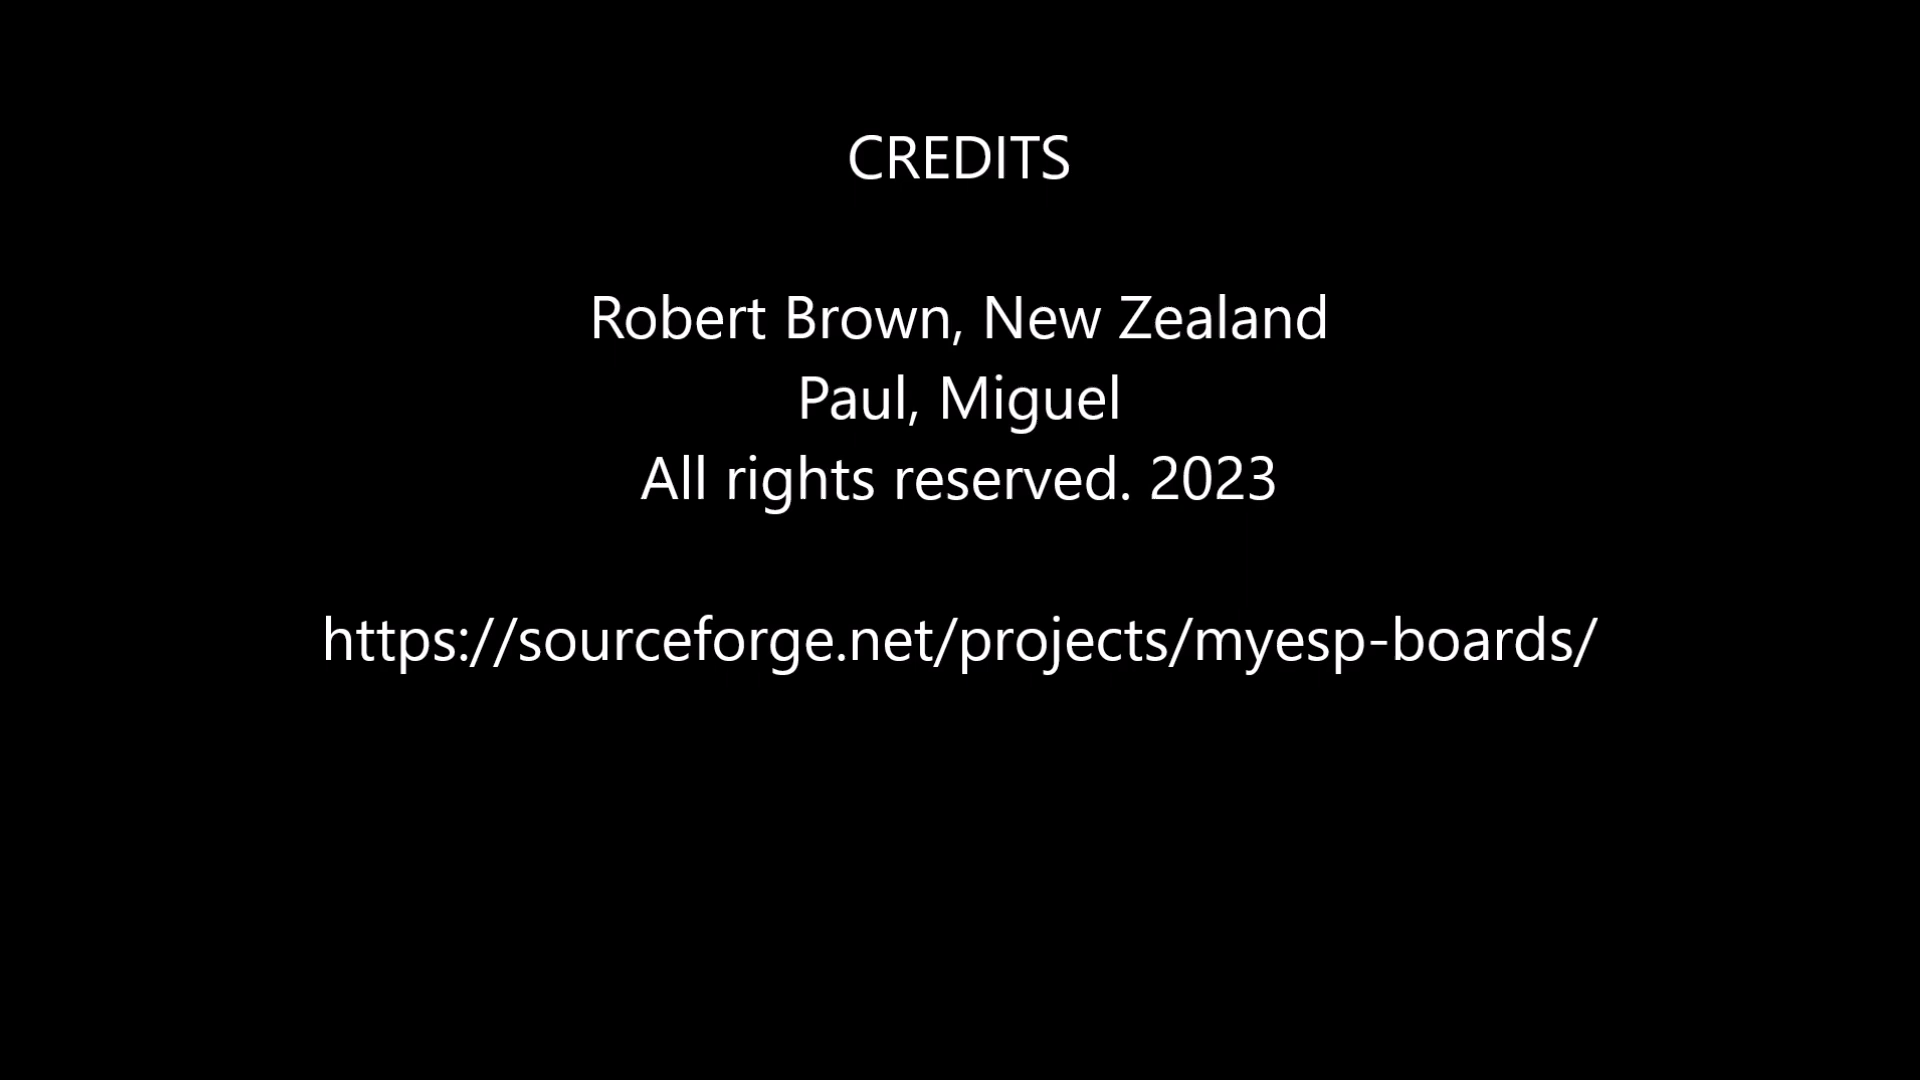 CREDITS
Robert Brown, New Zealand
Paul, Miguel
All rights reserved. 2023
https://sourceforge.net/projects/myesp-boards/